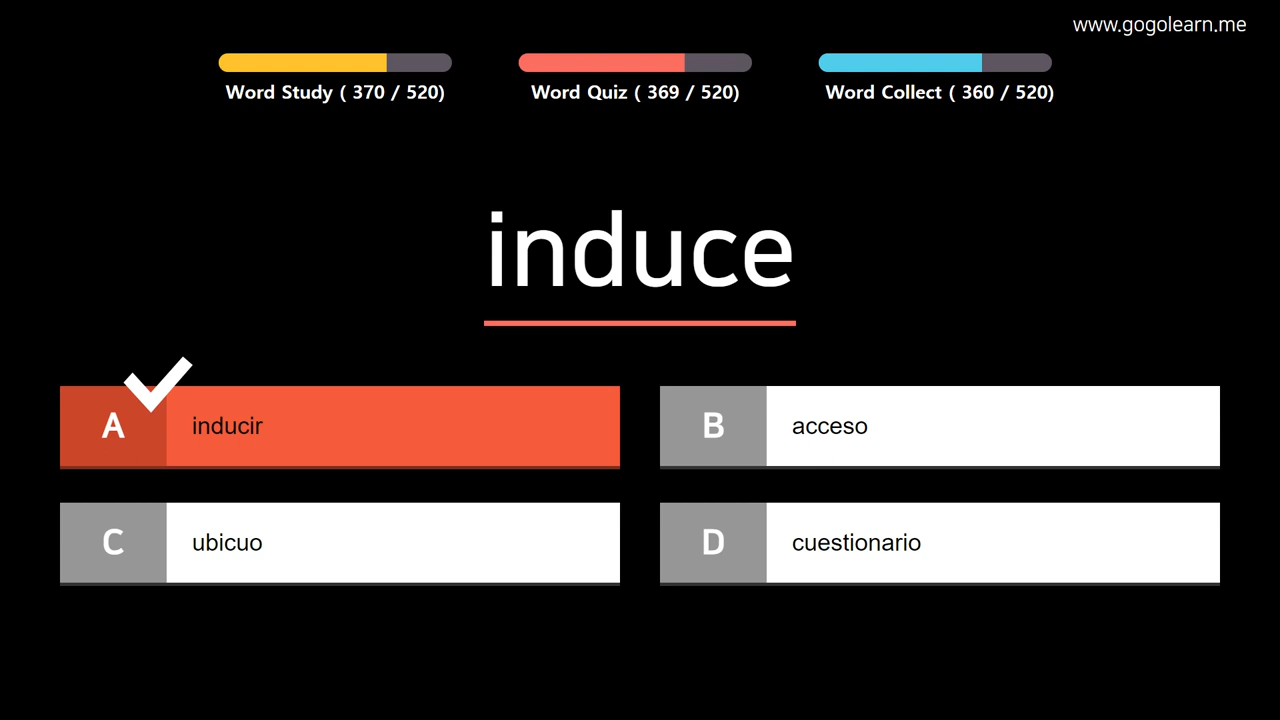 www.gogolearn.me
Word Study ( 370 / 520)
Word Quiz ( 369 / 520)
Word Collect ( 360 / 520)
induce
A inducir
B acceso
C ubicuo
D cuestionario